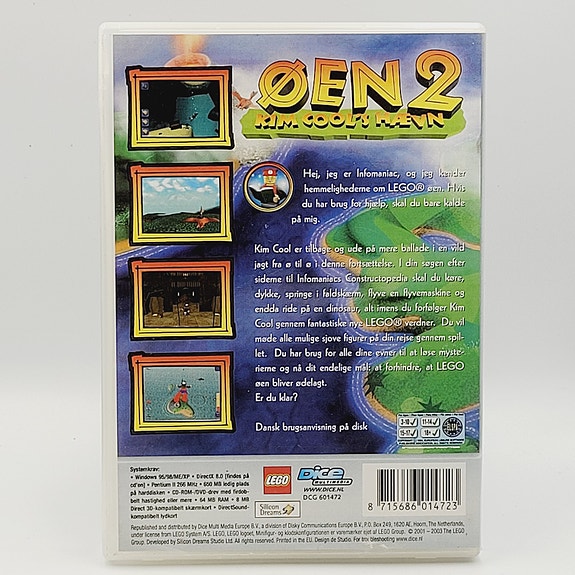 ØEN 2
KIM COOL'S HÆVN
Hej, jeg er Infomaniac, og jeg kender
hemmelighederne om LEGO® øen. Hvis
du har brug for hjælp, skal du bare kalde
på mig.
Kim Cool er tilbage og ude på mere ballade i en vild
jagt fra ø til ø i denne fortsættelse. I din søgen efter
siderne til Infomaniacs Constructopedia skal du køre,
dykke, springe i faldskærm, flyve en flyvemaskine og
endda ride på en dinosaur, alt imens du forfølger Kim
Cool gennem fantastiske nye LEGO® verdner. Du vil
møde alle mulige sjove figurer på din rejse gennem spil-
let. Du har brug for alle dine evner til at løse myste-
rierne og nå dit endelige mål: at forhindre, at LEGO
øen bliver ødelagt.
Er du klar?
Dansk brugsanvisning på disk
3-10 11-14
15-17 18+
ELSPA
Systemkrav:
• Windows 95/98/ME/XP • DirectX 8.0 (findes på
cd'en) • Pentium II 266 MHz • 650 MB ledig plads
på harddisken • CD-ROM-/DVD-drev med firdob-
belt hastighed eller mere • 64 MB RAM • 8 MB
Direct 3D-kompatibelt skærmkort • DirectSound-
kompatibelt lydkort
LEGO
Silicon
Dreams
Dice
MULTIMEDIA
WWW.DICE.NL
DCG 601472
8 715686 014723
Republished and distributed by Dice Multi Media Europe B.V., a division of Disky Communications Europe B.V., P.O. Box 249, 1620 AE, Hoorn, The Netherlands,
under license from LEGO System A/S. LEGO, LEGO logoet, Minifigur - og klodskonfigurationen er varemærker ejet af LEGO Group. © 2001 - 2003 The LEGO
Group. Developed by Silicon Dreams Studio Ltd. All rights reserved. Printed in the EU. Design de Studio. For troubleshooting www.dice.nl